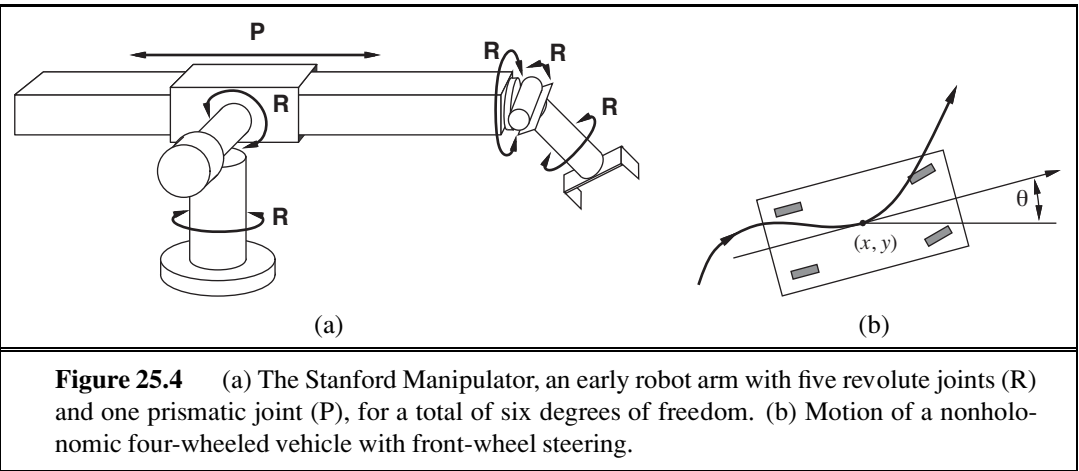 P
R
R
R
R
R
θ
(x, y)
(a)
(b)
Figure 25.4 (a) The Stanford Manipulator, an early robot arm with five revolute joints (R)
and one prismatic joint (P), for a total of six degrees of freedom. (b) Motion of a nonholo-
nomic four-wheeled vehicle with front-wheel steering.